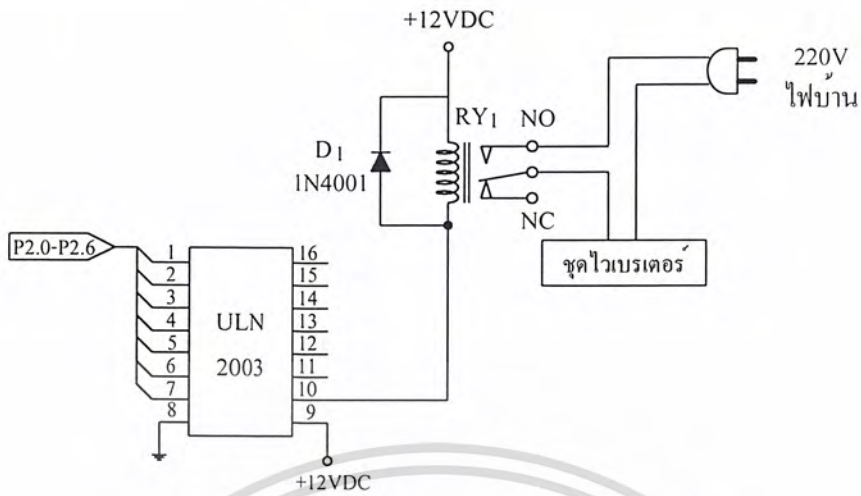 +12VDC
220V
ไฟบ้าน
RY1 NO
D1
1N4001
NC
P2.0-P2.6
ชุดไวเบรเตอร์
1 16
2 15
3 14
4 13
5 12
6 11
7 10
8 9
ULN
2003
+12VDC